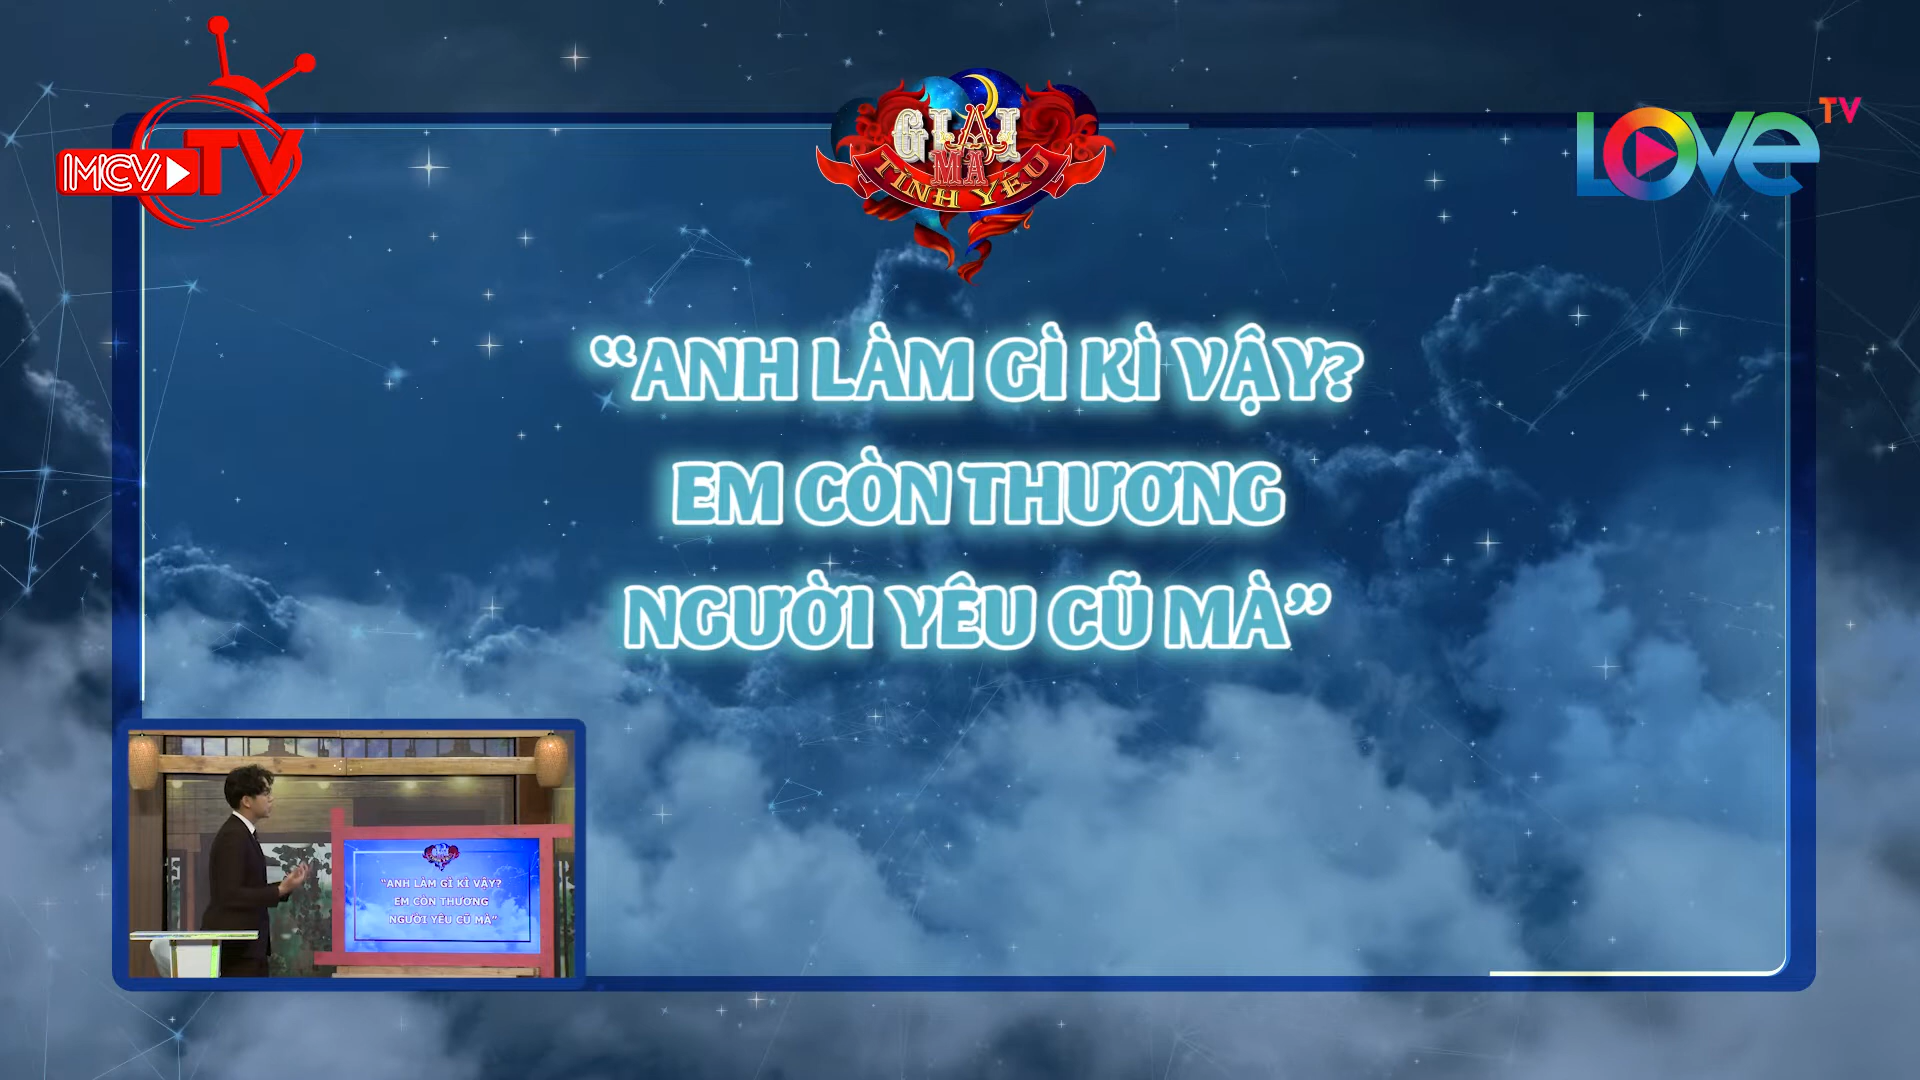 MCV TV
GIẢI
MÃ
TÌNH YÊU
LOVE TV
“ANH LÀM GÌ KÌ VẬY?
EM CÒN THƯƠNG
NGƯỜI YÊU CŨ MÀ”
“ANH LÀM GÌ KÌ VẬY?
EM CÒN THƯƠNG
NGƯỜI YÊU CŨ MÀ”